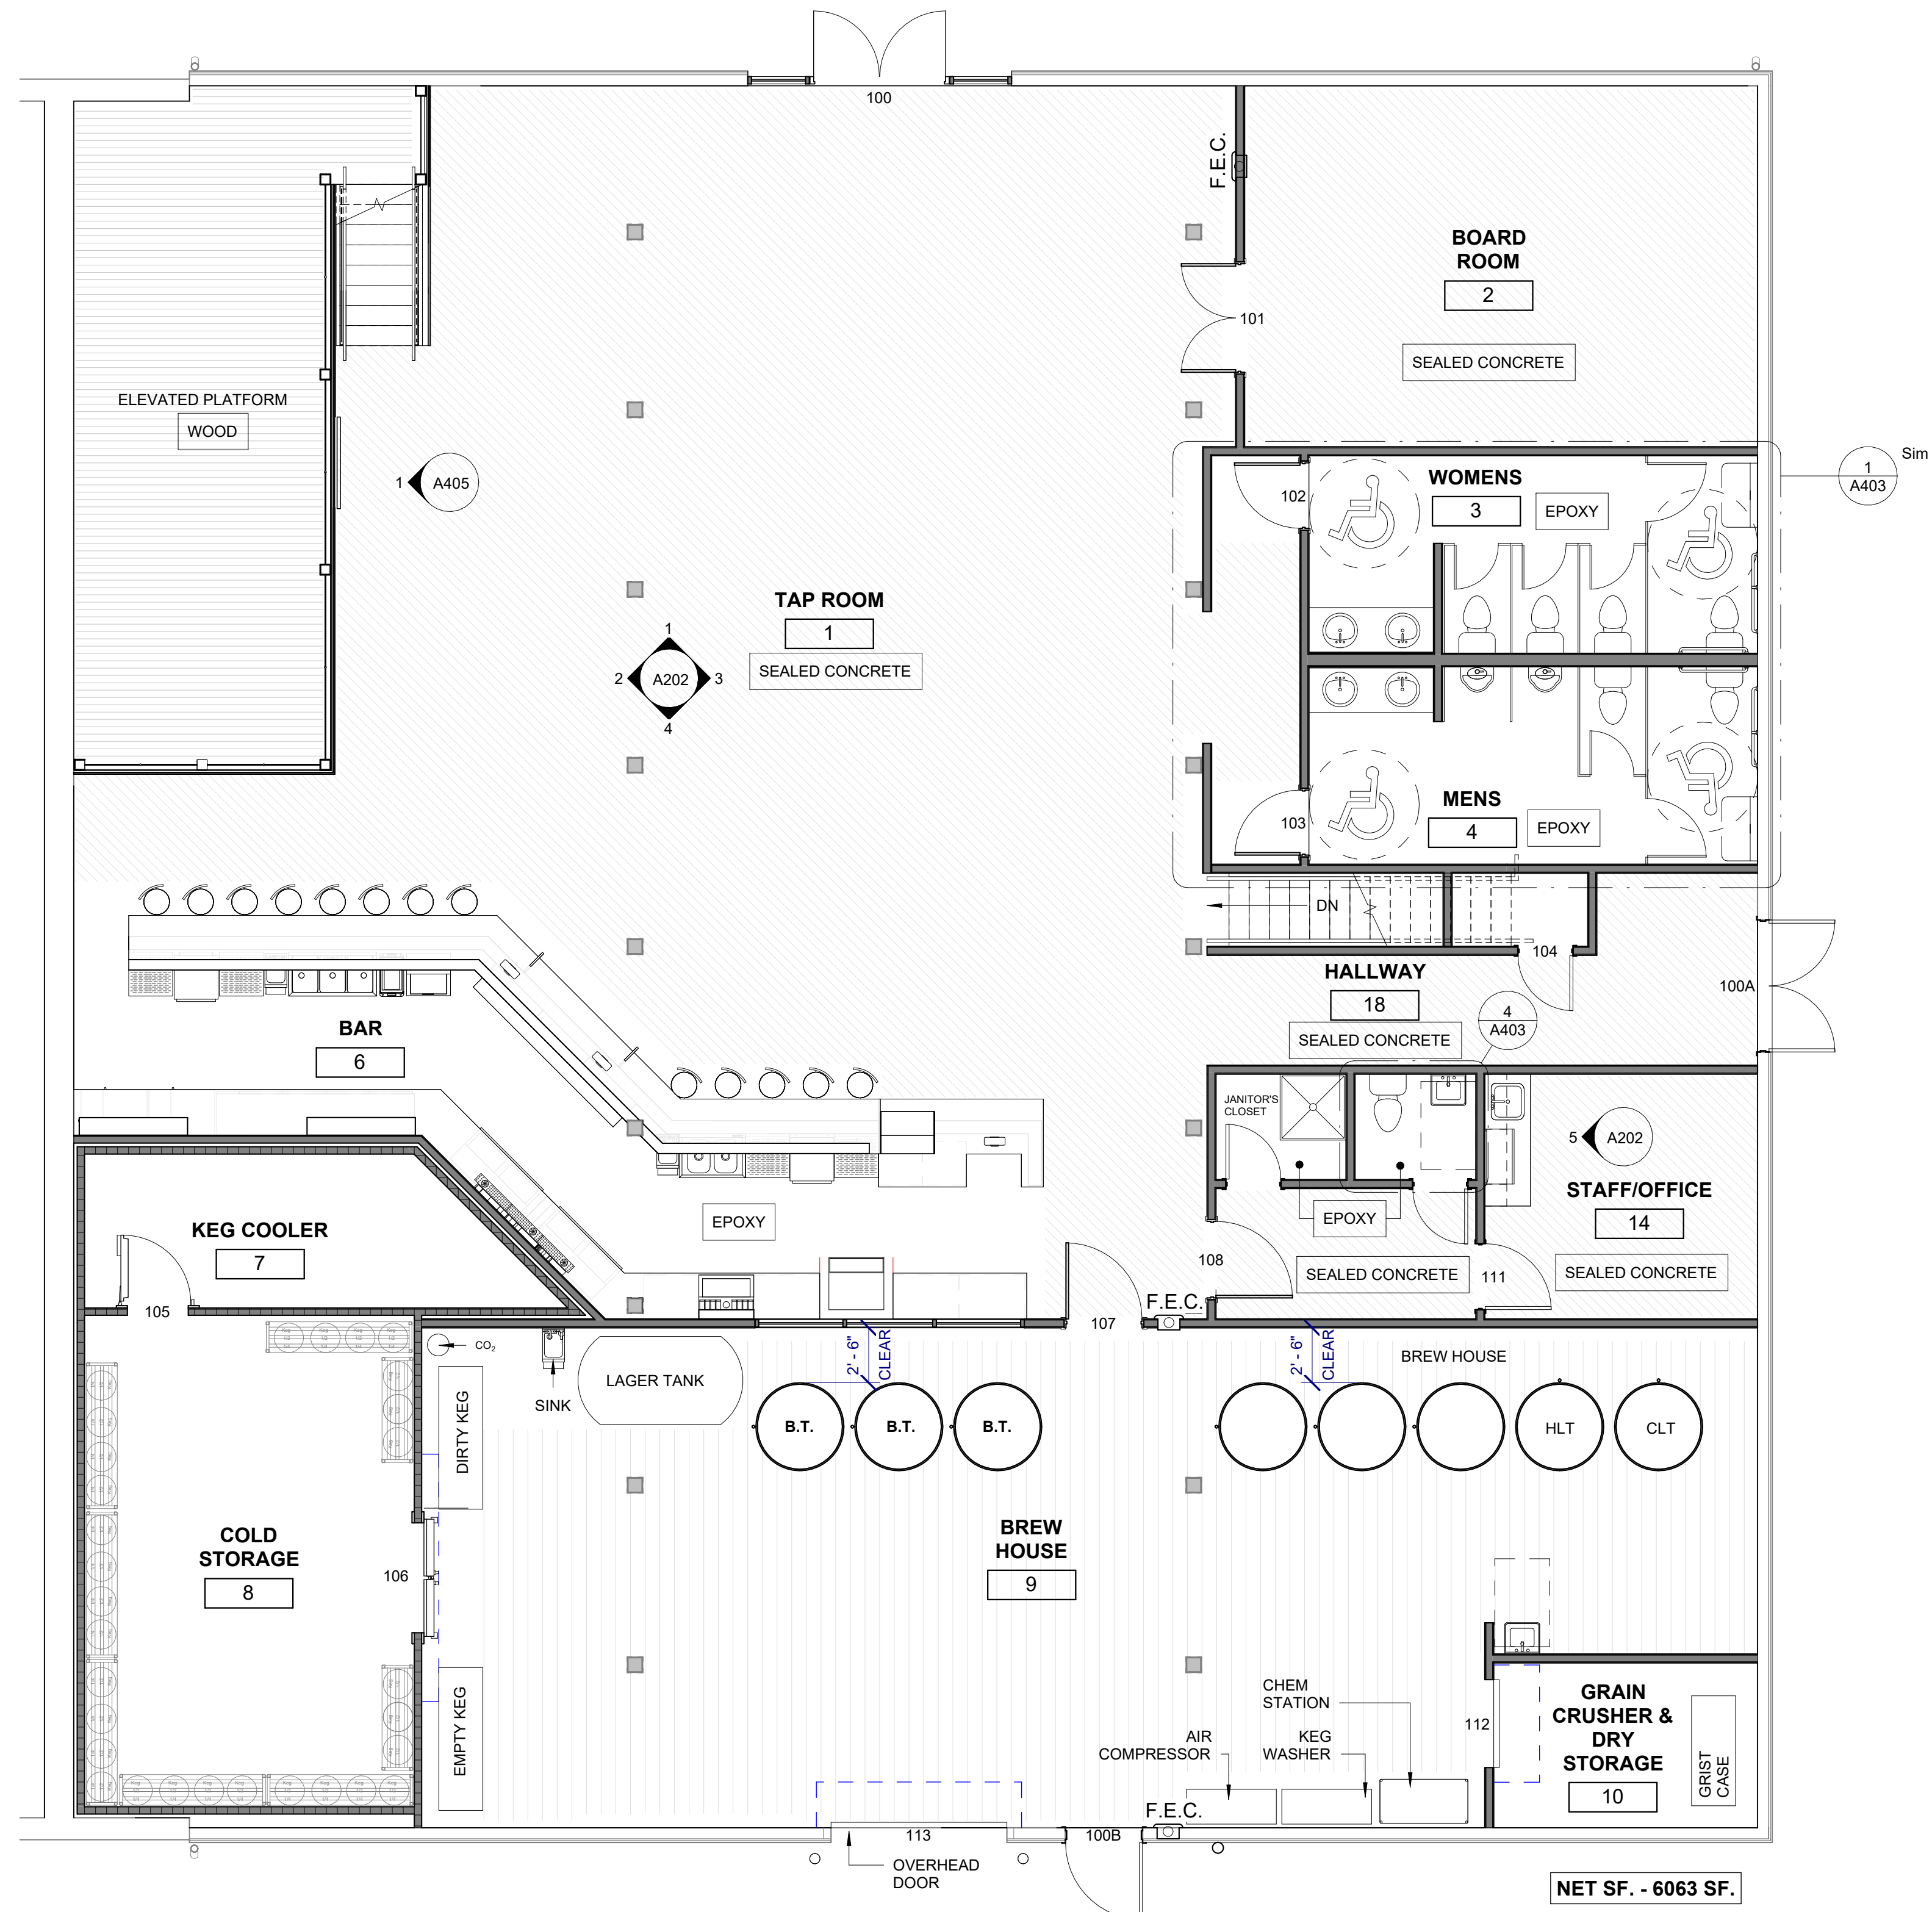 100
F.E.C.
BOARD
ROOM
2
101
SEALED CONCRETE
ELEVATED PLATFORM
WOOD
1
A405
Sim
1
A403
102
WOMENS
3
EPOXY
TAP ROOM
1
SEALED CONCRETE
1
2
A202
3
4
MENS
4
EPOXY
103
DN
104
HALLWAY
18
SEALED CONCRETE
100A
4
A403
BAR
6
JANITOR'S
CLOSET
5
A202
STAFF/OFFICE
14
SEALED CONCRETE
EPOXY
EPOXY
KEG COOLER
7
105
108
SEALED CONCRETE
111
F.E.C.
107
CO2
SINK
LAGER TANK
2' - 6"
CLEAR
2' - 6"
CLEAR
BREW HOUSE
DIRTY KEG
B.T.
B.T.
B.T.
HLT
CLT
COLD
STORAGE
8
106
BREW
HOUSE
9
EMPTY KEG
CHEM
STATION
AIR
COMPRESSOR
KEG
WASHER
112
GRAIN
CRUSHER &
DRY
STORAGE
10
GRIST
CASE
F.E.C.
113
100B
OVERHEAD
DOOR
NET SF. - 6063 SF.